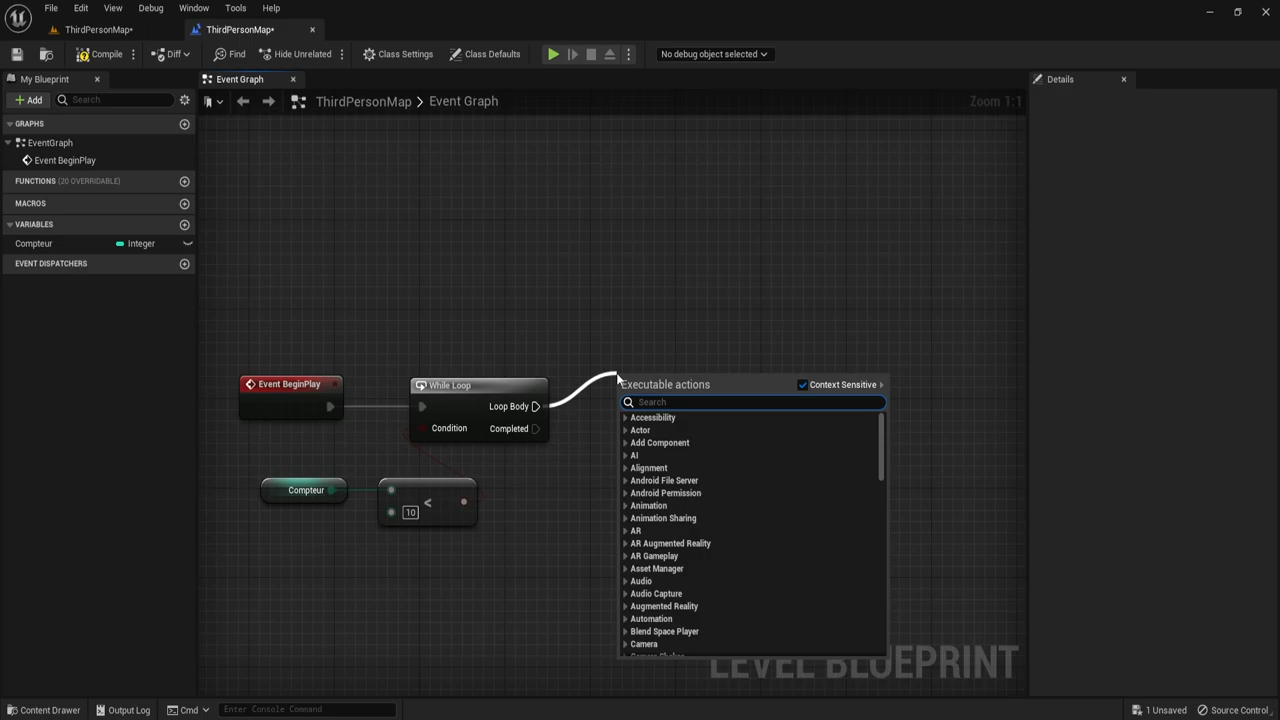 File Edit View Debug Window Tools Help
ThirdPersonMap•
ThirdPersonMap•
Compile Diff Find Hide Unrelated Class Settings Class Defaults No debug object selected
My Blueprint
Event Graph
Details
Add Search
ThirdPersonMap > Event Graph Zoom 1:1
GRAPHS
EventGraph
Event BeginPlay
FUNCTIONS (20 OVERRIDABLE)
MACROS
VARIABLES
Compteur Integer
EVENT DISPATCHERS
Event BeginPlay
While Loop
Loop Body
Condition Completed
Compteur
<
10
Executable actions Context Sensitive
Search
Accessibility
Actor
Add Component
AI
Alignment
Android File Server
Android Permission
Animation
Animation Sharing
AR
AR Augmented Reality
AR Gameplay
Asset Manager
Audio
Audio Capture
Augmented Reality
Automation
Blend Space Player
Camera
LEVEL BLUEPRINT
Content Drawer Output Log Cmd Enter Console Command 1 Unsaved Source Control